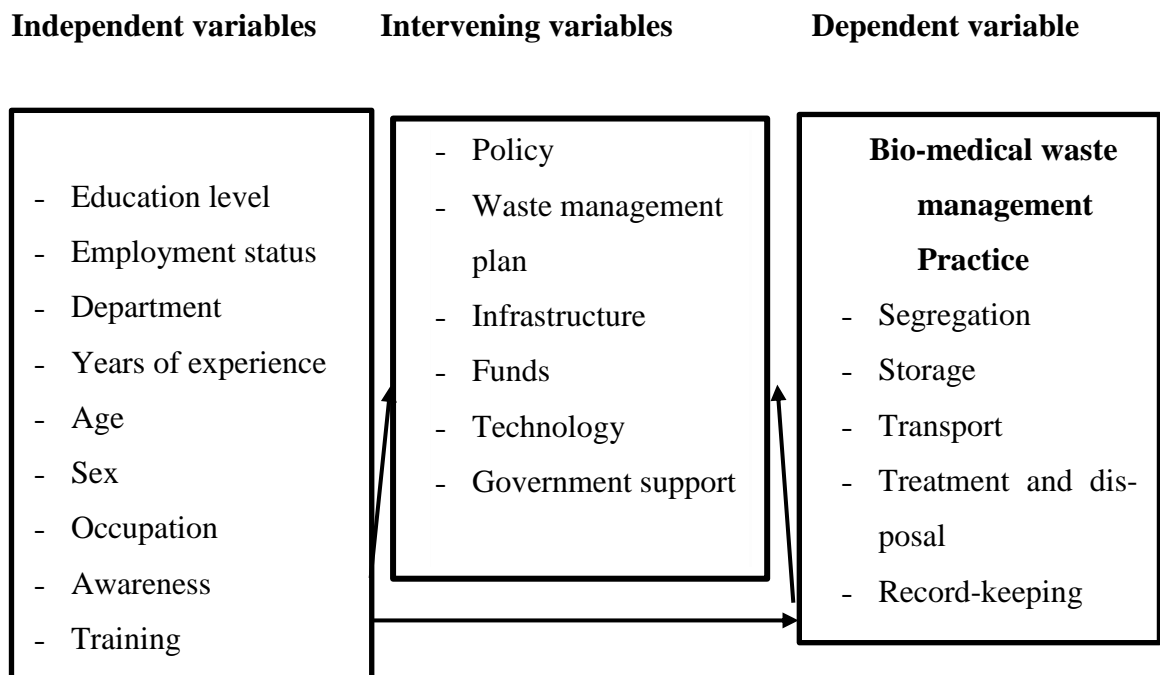 Independent variables
Intervening variables
Dependent variable
- Education level
- Employment status
- Department
- Years of experience
- Age
- Sex
- Occupation
- Awareness
- Training
- Policy
- Waste management
plan
- Infrastructure
- Funds
- Technology
- Government support
Bio-medical waste
management
Practice
- Segregation
- Storage
- Transport
- Treatment and dis-
posal
- Record-keeping